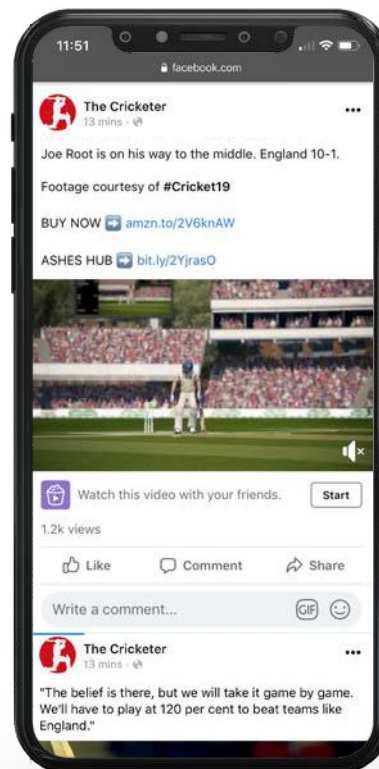 11:51
facebook.com
The Cricketer
13 mins ·
Joe Root is on his way to the middle. England 10-1.
Footage courtesy of #Cricket19
BUY NOW ➡️ amzn.to/2V6knAW
ASHES HUB ➡️ bit.ly/2YjrasO
Watch this video with your friends.
Start
1.2k views
Like
Comment
Share
Write a comment...
GIF
The Cricketer
13 mins ·
"The belief is there, but we will take it game by game.
We'll have to play at 120 per cent to beat teams like
England."